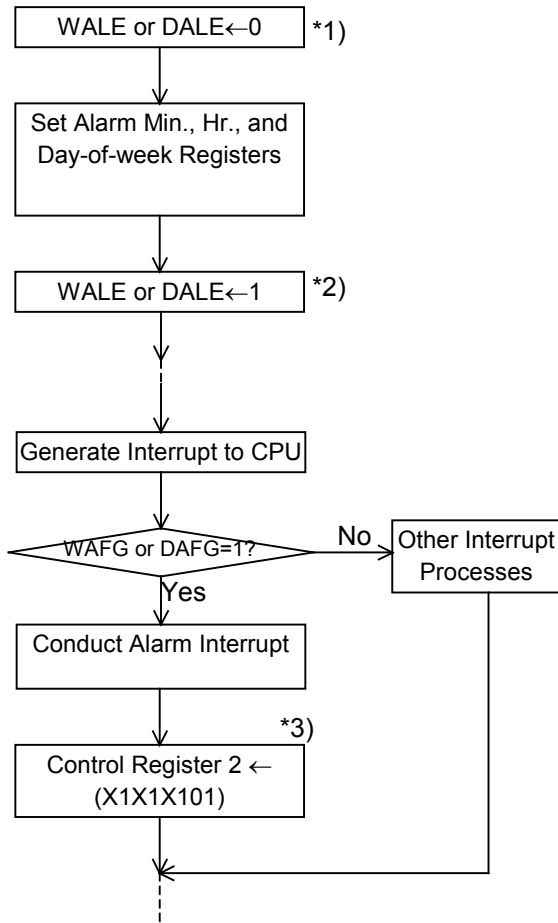 WALE or DALE←0
*1)
Set Alarm Min., Hr., and
Day-of-week Registers
WALE or DALE←1
*2)
Generate Interrupt to CPU
WAFG or DAFG=1?
No
Other Interrupt
Processes
Yes
Conduct Alarm Interrupt
*3)
Control Register 2 ←
(X1X1X101)